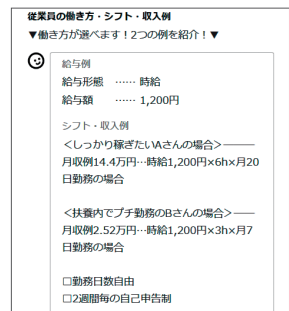 従業員の働き方・シフト・収入例
▼働き方が選べます！2つの例を紹介！▼
給与例
給与形態 …… 時給
給与額 …… 1,200円
シフト・収入例
＜しっかり稼ぎたいAさんの場合＞――
月収例14.4万円…時給1,200円×6h×月20
日勤務の場合
＜扶養内でプチ勤務のBさんの場合＞――
月収例2.52万円…時給1,200円×3h×月7
日勤務の場合
□勤務日数自由
□2週間毎の自己申告制